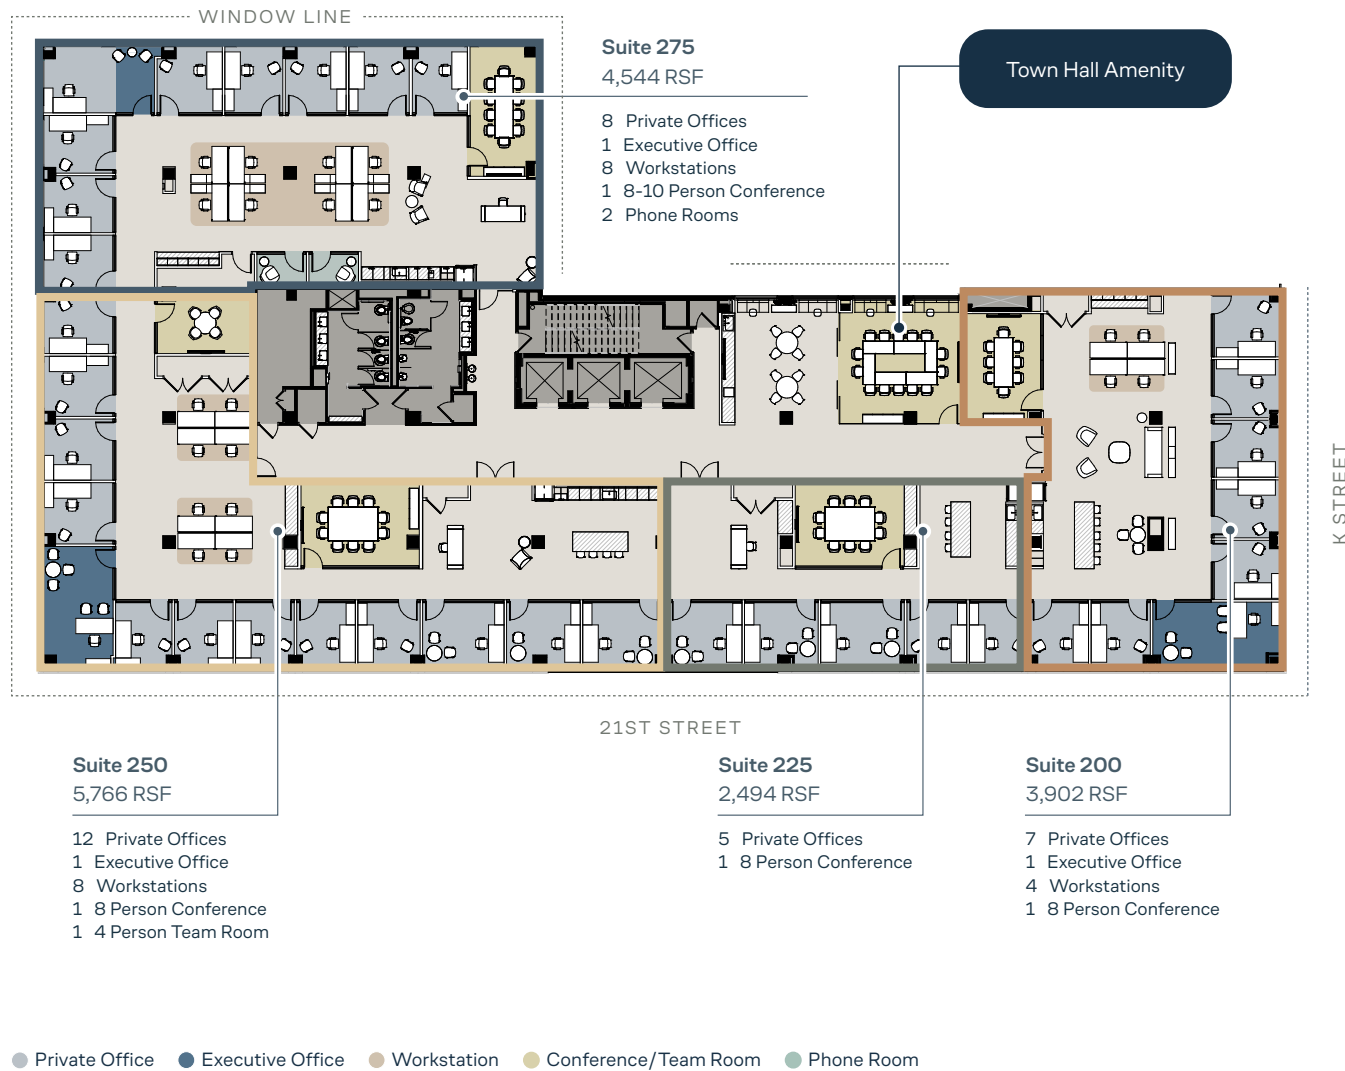 WINDOW LINE
Suite 275
4,544 RSF
8 Private Offices
1 Executive Office
8 Workstations
1 8-10 Person Conference
2 Phone Rooms
Town Hall Amenity
K STREET
21ST STREET
Suite 250
5,766 RSF
12 Private Offices
1 Executive Office
8 Workstations
1 8 Person Conference
1 4 Person Team Room
Suite 225
2,494 RSF
5 Private Offices
1 8 Person Conference
Suite 200
3,902 RSF
7 Private Offices
1 Executive Office
4 Workstations
1 8 Person Conference
Private Office Executive Office Workstation Conference/Team Room Phone Room